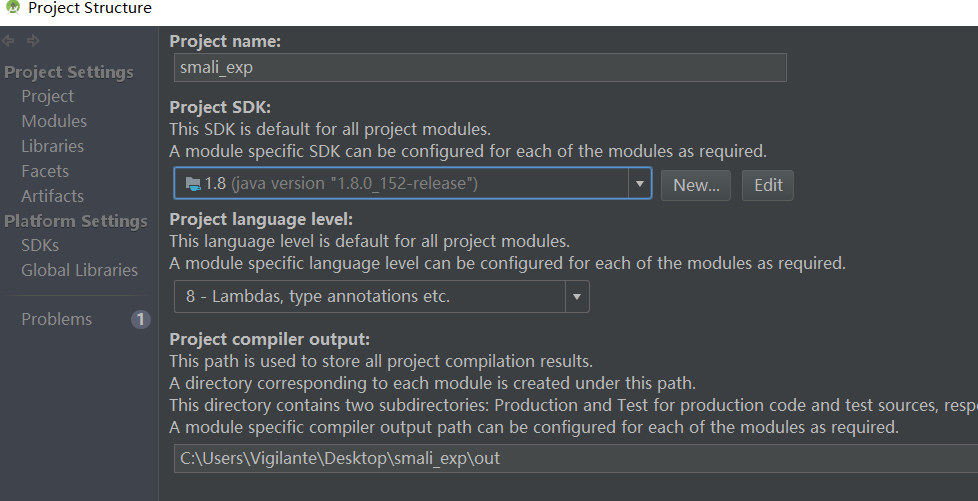 Project Structure
Project Settings
Project
Modules
Libraries
Facets
Artifacts
Platform Settings
SDKs
Global Libraries
Problems 1
Project name:
smali_exp
Project SDK:
This SDK is default for all project modules.
A module specific SDK can be configured for each of the modules as required.
1.8 (java version "1.8.0_152-release") New... Edit
Project language level:
This language level is default for all project modules.
A module specific language level can be configured for each of the modules as required.
8 - Lambdas, type annotations etc.
Project compiler output:
This path is used to store all project compilation results.
A directory corresponding to each module is created under this path.
This directory contains two subdirectories: Production and Test for production code and test sources, resp
A module specific compiler output path can be configured for each of the modules as required.
C:\Users\Vigilante\Desktop\smali_exp\out